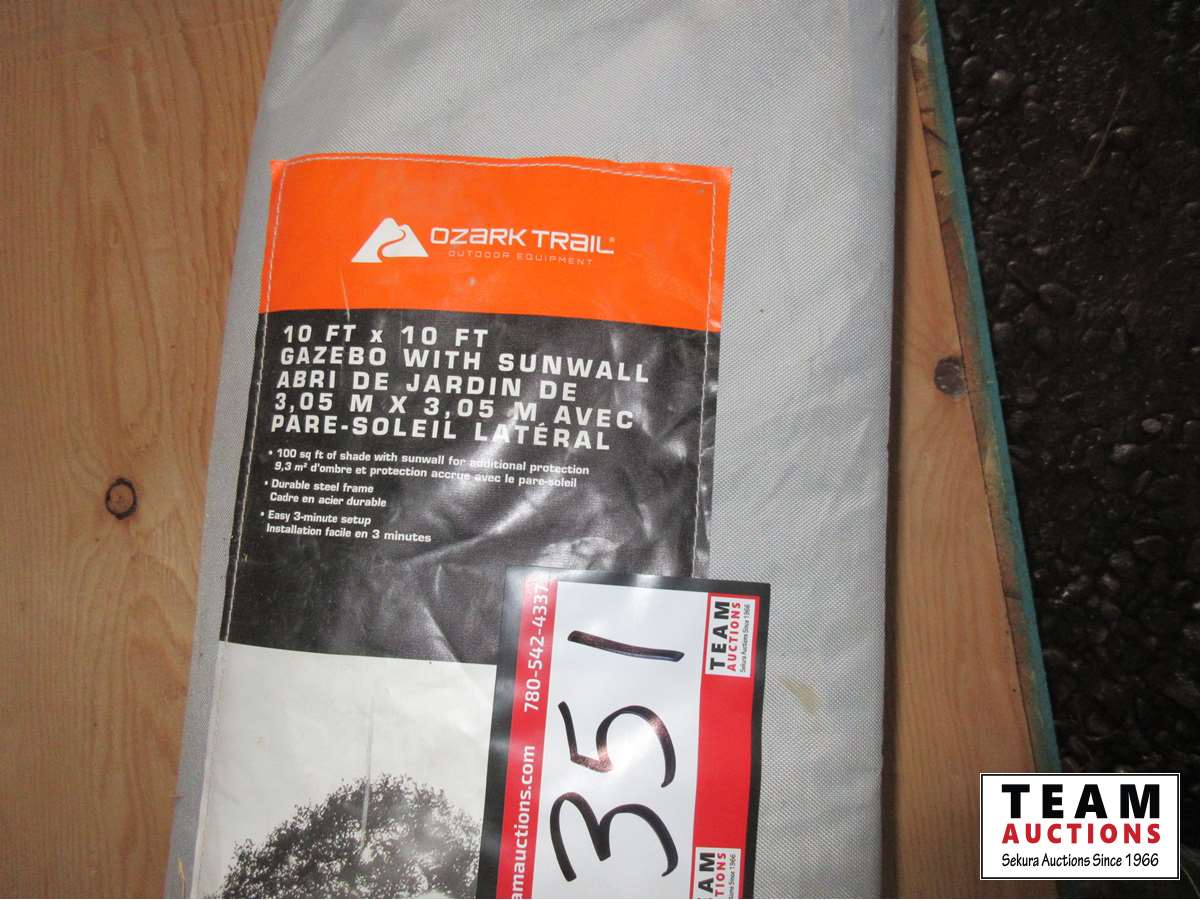 OZARK TRAIL®
OUTDOOR EQUIPMENT
10 FT x 10 FT
GAZEBO WITH SUNWALL
ABRI DE JARDIN DE
3,05 M X 3,05 M AVEC
PARE-SOLEIL LATÉRAL
• 100 sq ft of shade with sunwall for additional protection
9,3 m² d'ombre et protection accrue avec le pare-soleil
• Durable steel frame
Cadre en acier durable
• Easy 3-minute setup
Installation facile en 3 minutes
amauctions.com 780-542-4337
351
TEAM
AUCTIONS
Sekura Auctions Since 1966
AM
TIONS
TEAM
AUCTIONS
Sekura Auctions Since 1966